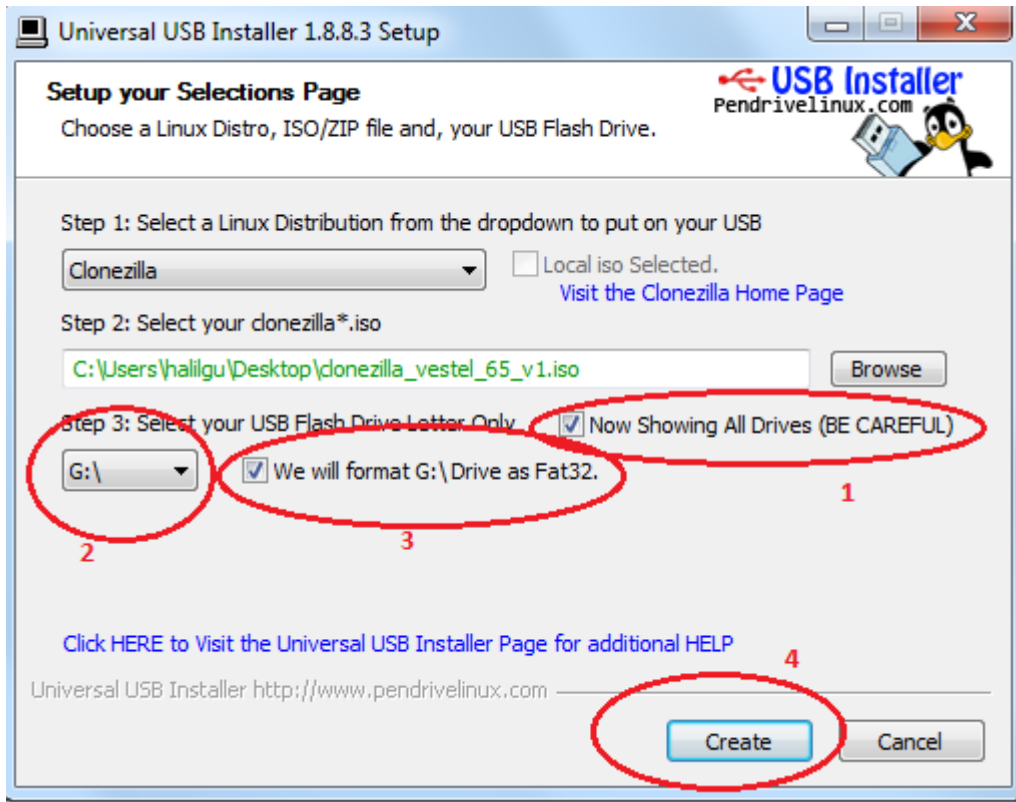 Universal USB Installer 1.8.8.3 Setup
Setup your Selections Page
Choose a Linux Distro, ISO/ZIP file and, your USB Flash Drive.
USB Installer
Pendrivelinux.com
Step 1: Select a Linux Distribution from the dropdown to put on your USB
Clonezilla
Local iso Selected.
Visit the Clonezilla Home Page
Step 2: Select your clonezilla*.iso
C:\Users\halilgu\Desktop\clonezilla_vestel_65_v1.iso
Browse
Step 3: Select your USB Flash Drive Letter Only
Now Showing All Drives (BE CAREFUL)
G:\
We will format G:\ Drive as Fat32.
1
2
3
Click HERE to Visit the Universal USB Installer Page for additional HELP
4
Universal USB Installer http://www.pendrivelinux.com
Create
Cancel